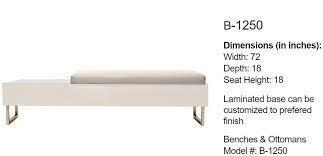 B-1250
Dimensions (in inches):
Width: 72
Depth: 18
Seat Height: 18
Laminated base can be
customized to prefered
finish
Benches & Ottomans
Model #: B-1250